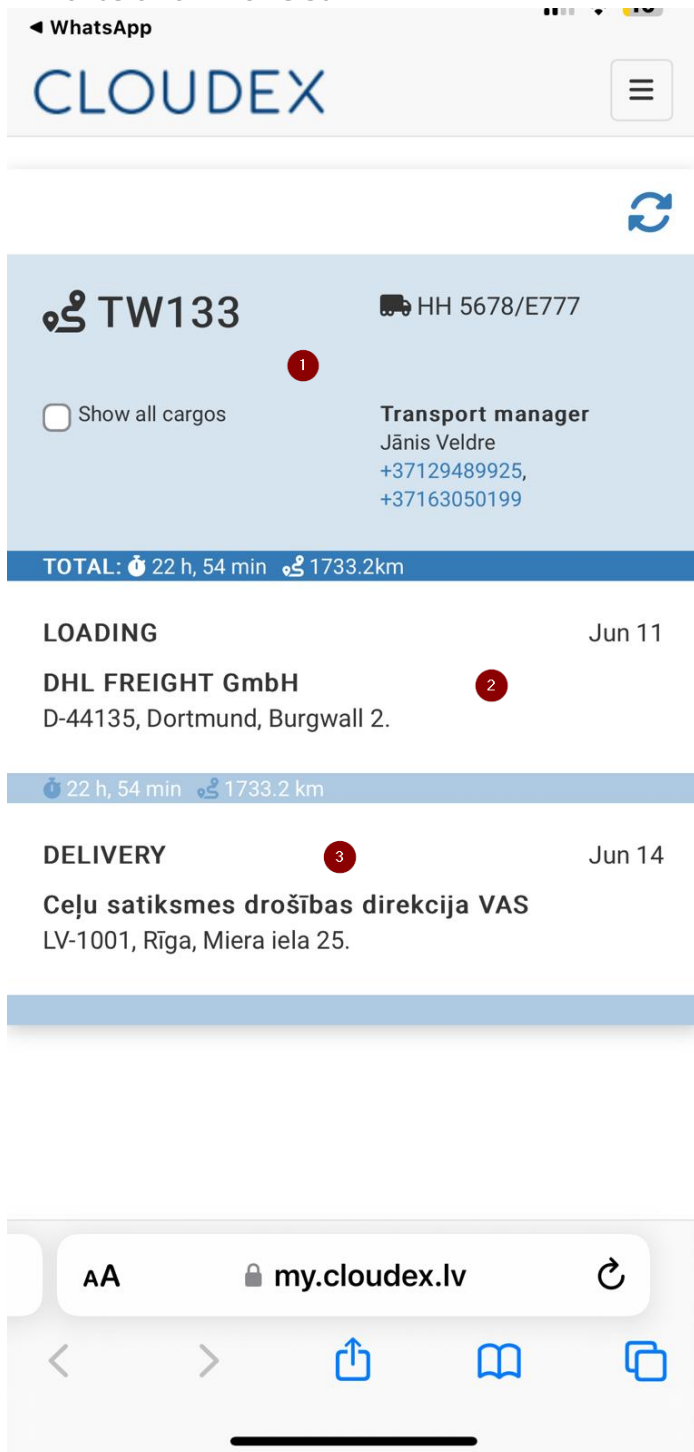 ◀ WhatsApp
CLOUDEX
TW133
HH 5678/E777
1
Show all cargos
Transport manager
Jānis Veldre
+37129489925,
+37163050199
TOTAL: 22 h, 54 min 1733.2km
LOADING Jun 11
DHL FREIGHT GmbH 2
D-44135, Dortmund, Burgwall 2.
22 h, 54 min 1733.2 km
DELIVERY 3 Jun 14
Ceļu satiksmes drošības direkcija VAS
LV-1001, Rīga, Miera iela 25.
AA my.cloudex.lv